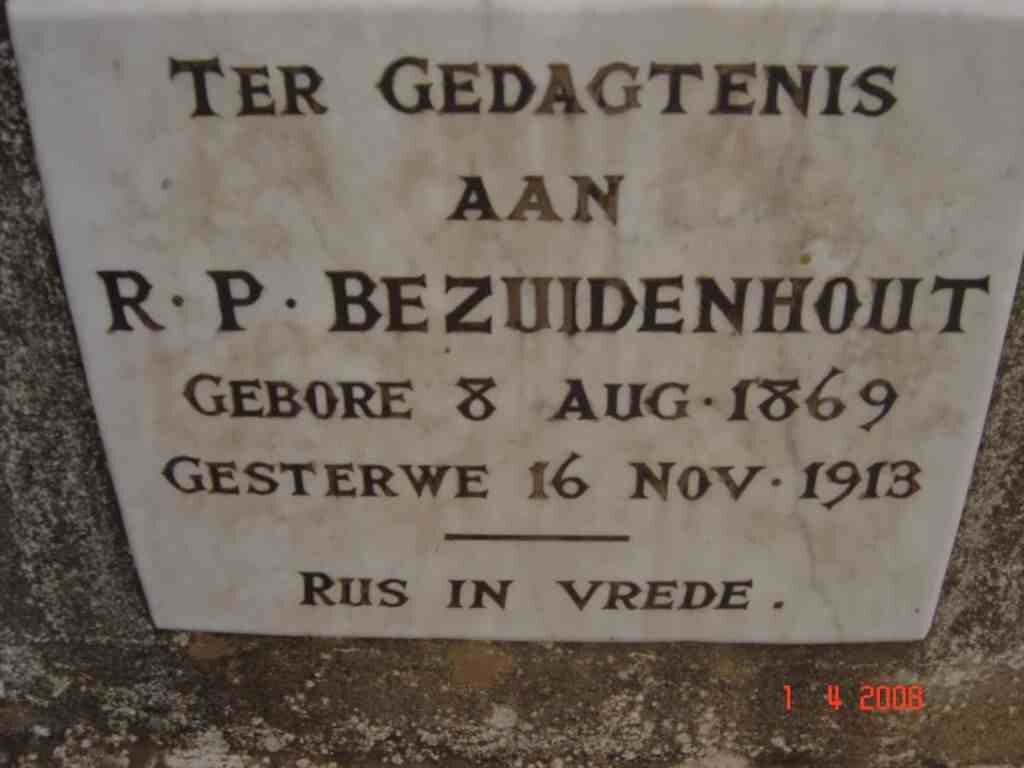 TER GEDAGTENIS
AAN
R. P. BEZUIDENHOUT
GEBORE 8 AUG. 1869
GESTERWE 16 NOV. 1913
RUS IN VREDE.
1 4 2008